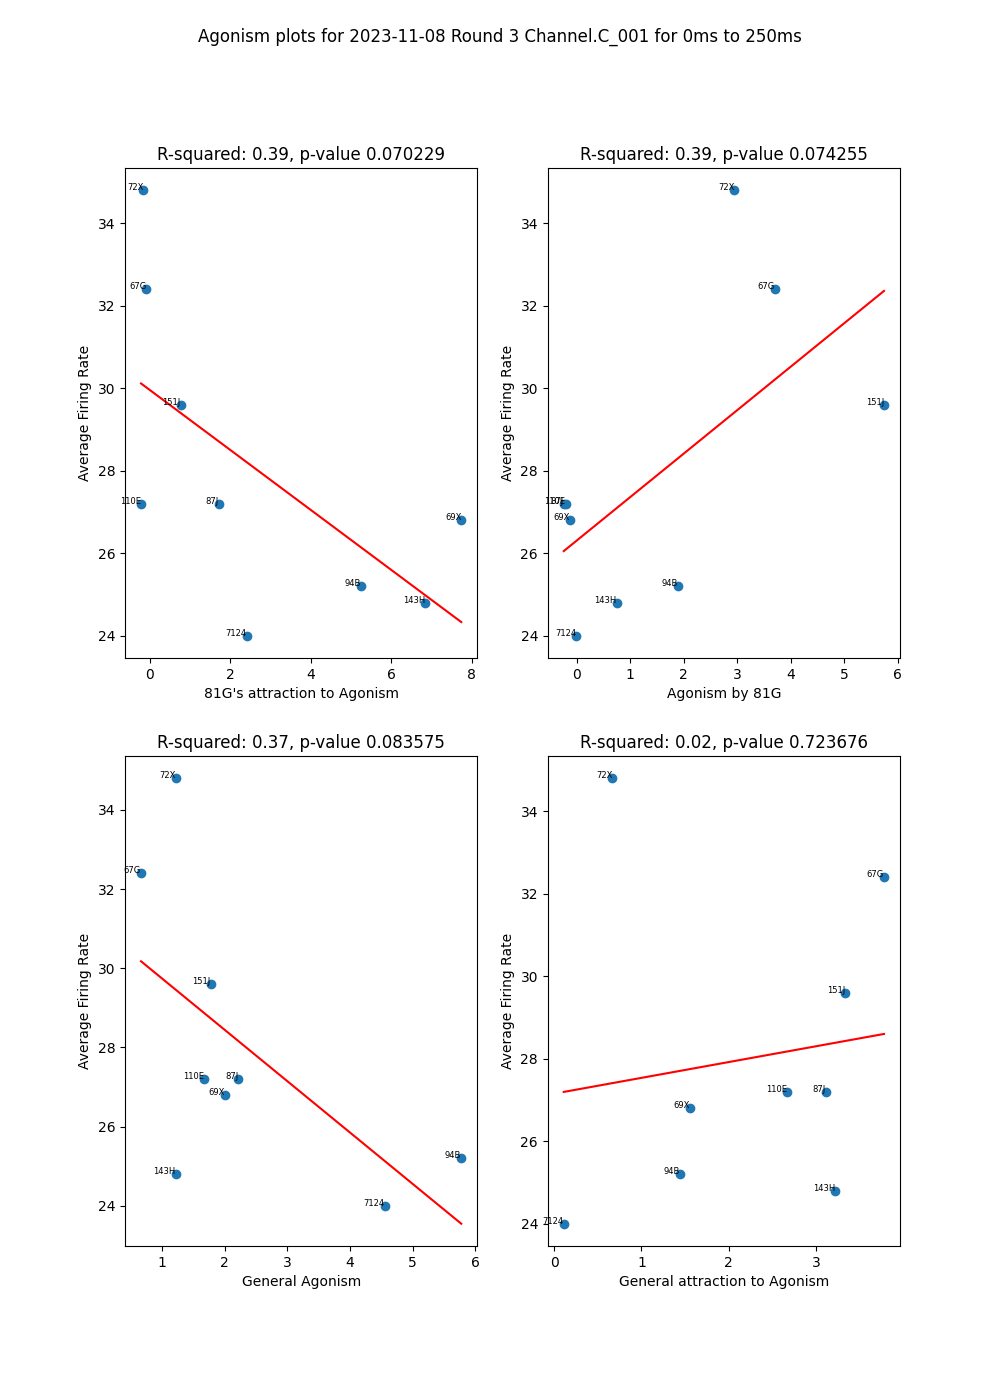 Agonism plots for 2023-11-08 Round 3 Channel.C_001 for 0ms to 250ms
R-squared: 0.39, p-value 0.070229
72X
67G
151J
110E
87J
69X
94B
143H
7124
34
32
30
28
26
24
0 2 4 6 8
Average Firing Rate
81G's attraction to Agonism
R-squared: 0.39, p-value 0.074255
72X
67G
151J
69X
94B
143H
7124
34
32
30
28
26
24
0 1 2 3 4 5 6
Average Firing Rate
Agonism by 81G
R-squared: 0.37, p-value 0.083575
72X
67G
151J
110E
87J
69X
94B
143H
7124
34
32
30
28
26
24
1 2 3 4 5 6
Average Firing Rate
General Agonism
R-squared: 0.02, p-value 0.723676
72X
67G
151J
110E
87J
69X
94B
143H
7124
34
32
30
28
26
24
0 1 2 3
Average Firing Rate
General attraction to Agonism